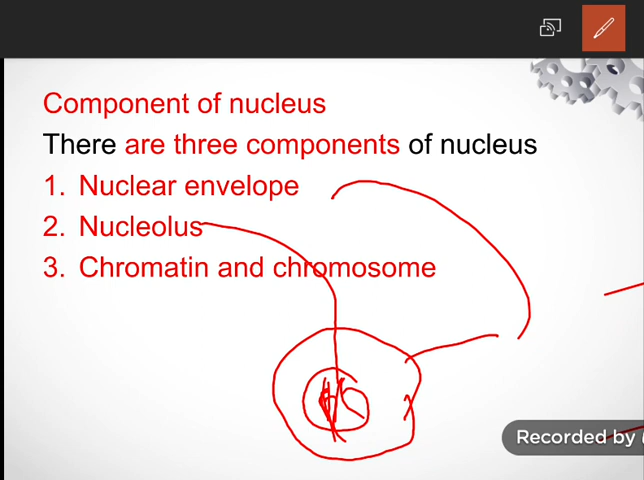 Component of nucleus
There are three components of nucleus
1. Nuclear envelope
2. Nucleolus
3. Chromatin and chromosome
Recorded by